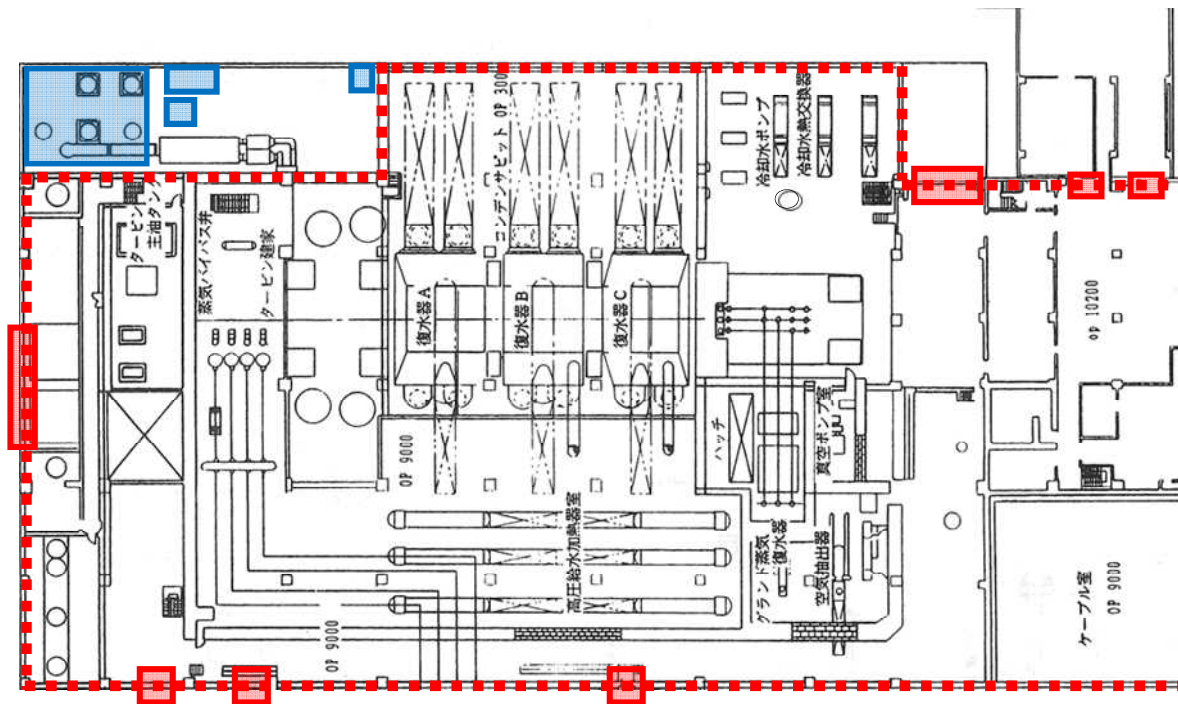 コンデンサピット OP 300
冷却水ポンプ
冷却水熱交換器
タービン
主油タンク
蒸気バイパス弁
タービン建家
復水器A
復水器B
復水器C
OP 10200
ハッチ
真空ポンプ室
OP 9000
高圧給水加熱器室
グランド蒸気
復水器
空気抽出器
OP 9000
ケーブル室
OP 9000